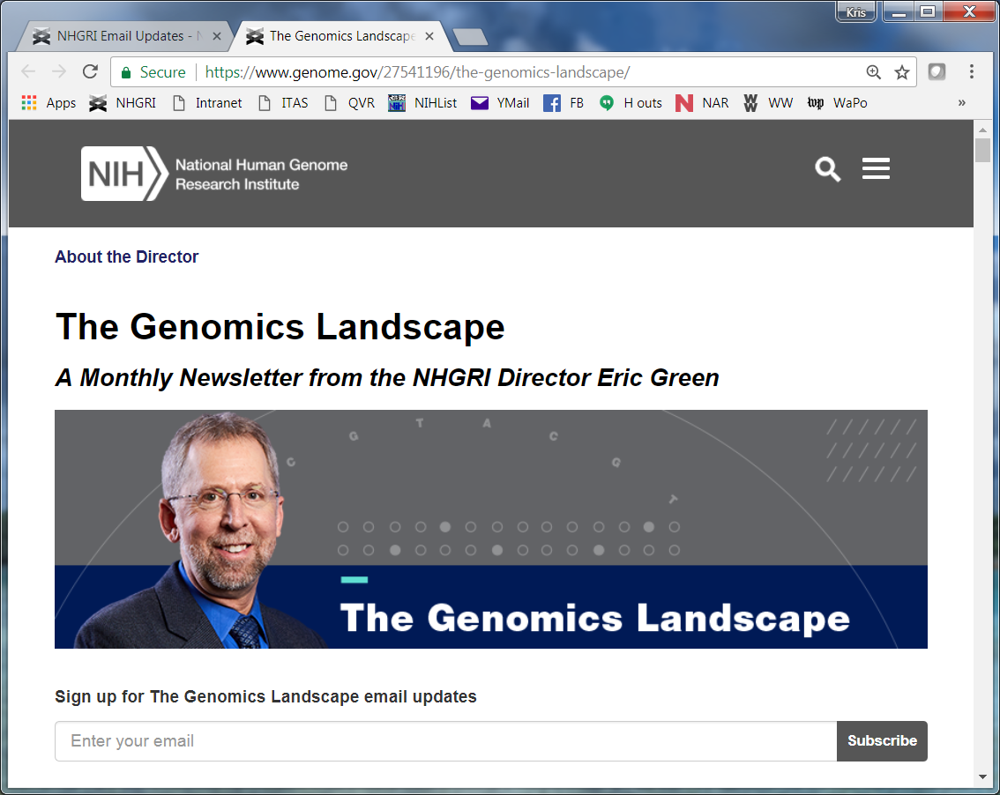 Kris
NHGRI Email Updates - N
The Genomics Landscape
Secure
https://www.genome.gov/27541196/the-genomics-landscape/
Apps NHGRI Intranet ITAS QVR NIHList YMail FB H outs NAR WW WaPo »
NIH National Human Genome
Research Institute
About the Director
The Genomics Landscape
A Monthly Newsletter from the NHGRI Director Eric Green
C G T A C G T
The Genomics Landscape
Sign up for The Genomics Landscape email updates
Enter your email Subscribe